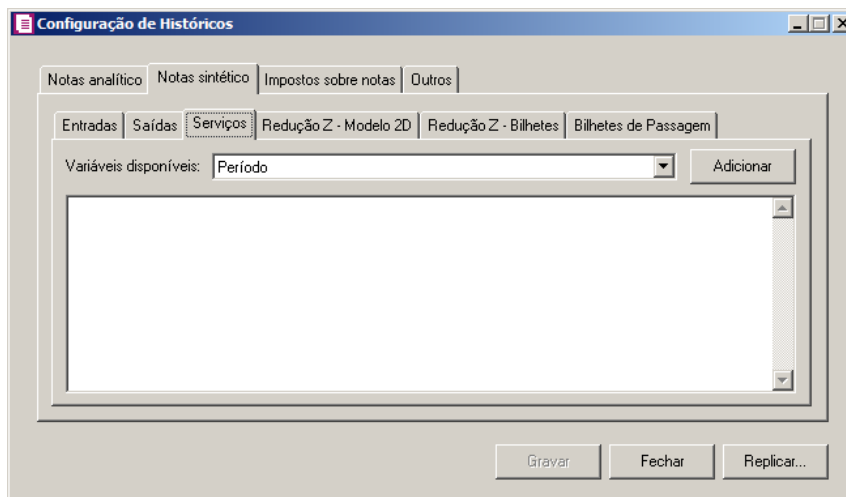 Configuração de Históricos
Notas analítico Notas sintético Impostos sobre notas Outros
Entradas Saídas Serviços Redução Z - Modelo 2D Redução Z - Bilhetes Bilhetes de Passagem
Variáveis disponíveis: Período Adicionar
Gravar Fechar Replicar...